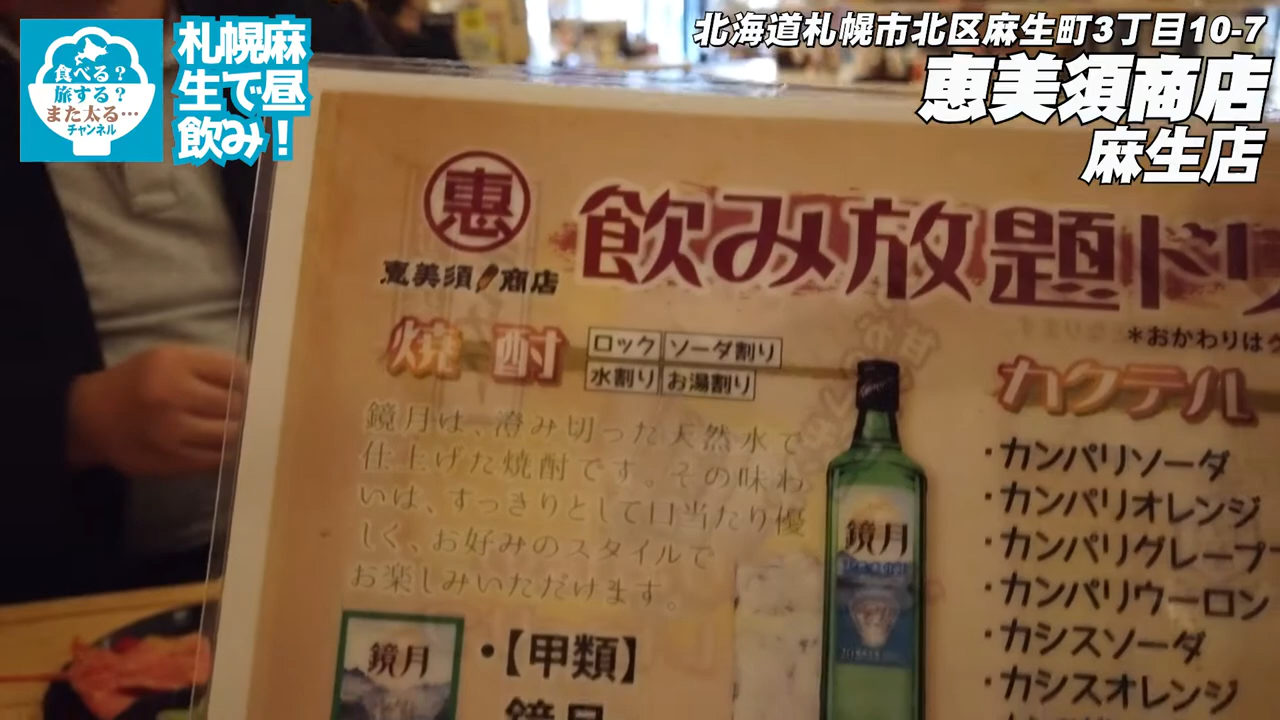 食べる？
旅する？
また太る…
チャンネル
札幌麻
生で昼
飲み！
北海道札幌市北区麻生町3丁目10-7
恵美須商店
麻生店
惠
恵美須商店
飲み放題ドリ
＊おかわりは
焼酎
ロック ソーダ割り
水割り お湯割り
鏡月は、澄み切った天然水で
仕上げた焼酎です。その味わ
いは、すっきりとして口当たり優
しく、お好みのスタイルで
お楽しみいただけます。
鏡月
・【甲類】
鏡月
鏡月
カクテル
・カンパリソーダ
・カンパリオレンジ
・カンパリグレープ
・カンパリウーロン
・カシスソーダ
・カシスオレンジ